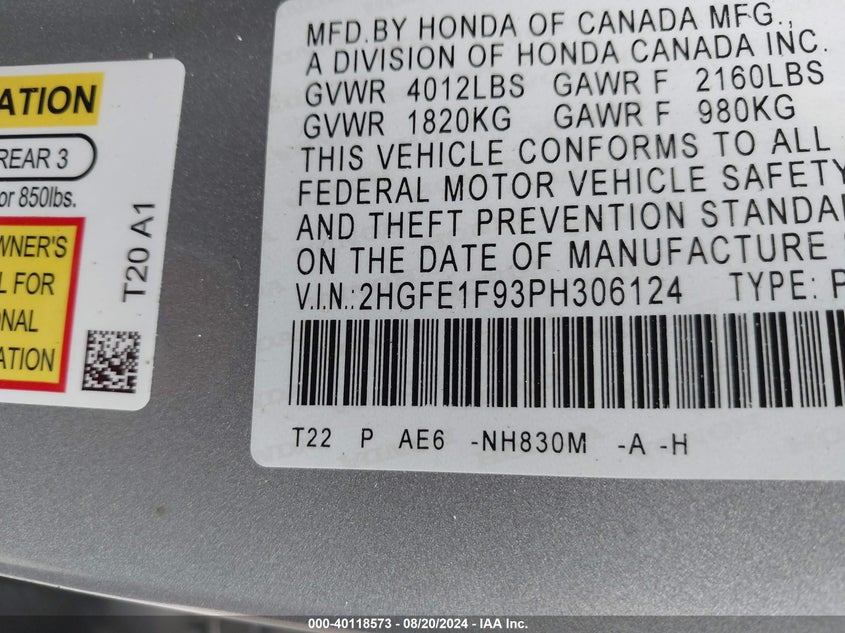 ATION
REAR 3
or 850lbs.
WNER'S
L FOR
ONAL
ATION
T20 A1
MFD.BY HONDA OF CANADA MFG.,
A DIVISION OF HONDA CANADA INC.
GVWR 4012LBS GAWR F 2160LBS
GVWR 1820KG GAWR F 980KG
THIS VEHICLE CONFORMS TO ALL
FEDERAL MOTOR VEHICLE SAFETY
AND THEFT PREVENTION STANDA
ON THE DATE OF MANUFACTURE
V.I.N.:2HGFE1F93PH306124 TYPE: P
T22 P AE6 -NH830M -A -H
000-40118573 - 08/20/2024 - IAA Inc.